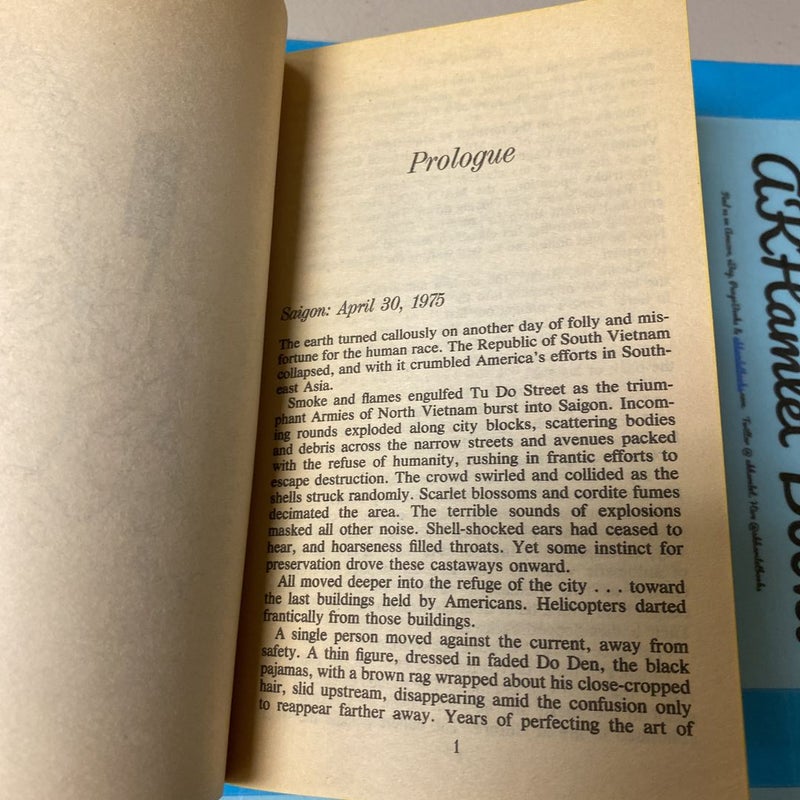 Prologue
Saigon: April 30, 1975
The earth turned callously on another day of folly and mis-
fortune for the human race. The Republic of South Vietnam
collapsed, and with it crumbled America's efforts in South-
east Asia.
Smoke and flames engulfed Tu Do Street as the trium-
phant Armies of North Vietnam burst into Saigon. Incom-
ing rounds exploded along city blocks, scattering bodies
and debris across the narrow streets and avenues packed
with the refuse of humanity, rushing in frantic efforts to
escape destruction. The crowd swirled and collided as the
shells struck randomly. Scarlet blossoms and cordite fumes
decimated the area. The terrible sounds of explosions
masked all other noise. Shell-shocked ears had ceased to
hear, and hoarseness filled throats. Yet some instinct for
preservation drove these castaways onward.
All moved deeper into the refuge of the city . . . toward
the last buildings held by Americans. Helicopters darted
frantically from those buildings.
A single person moved against the current, away from
safety. A thin figure, dressed in faded Do Den, the black
pajamas, with a brown rag wrapped about his close-cropped
hair, slid upstream, disappearing amid the confusion only
to reappear farther away. Years of perfecting the art of
1
A.K Hamlet
Find us on Amazon, eBay,